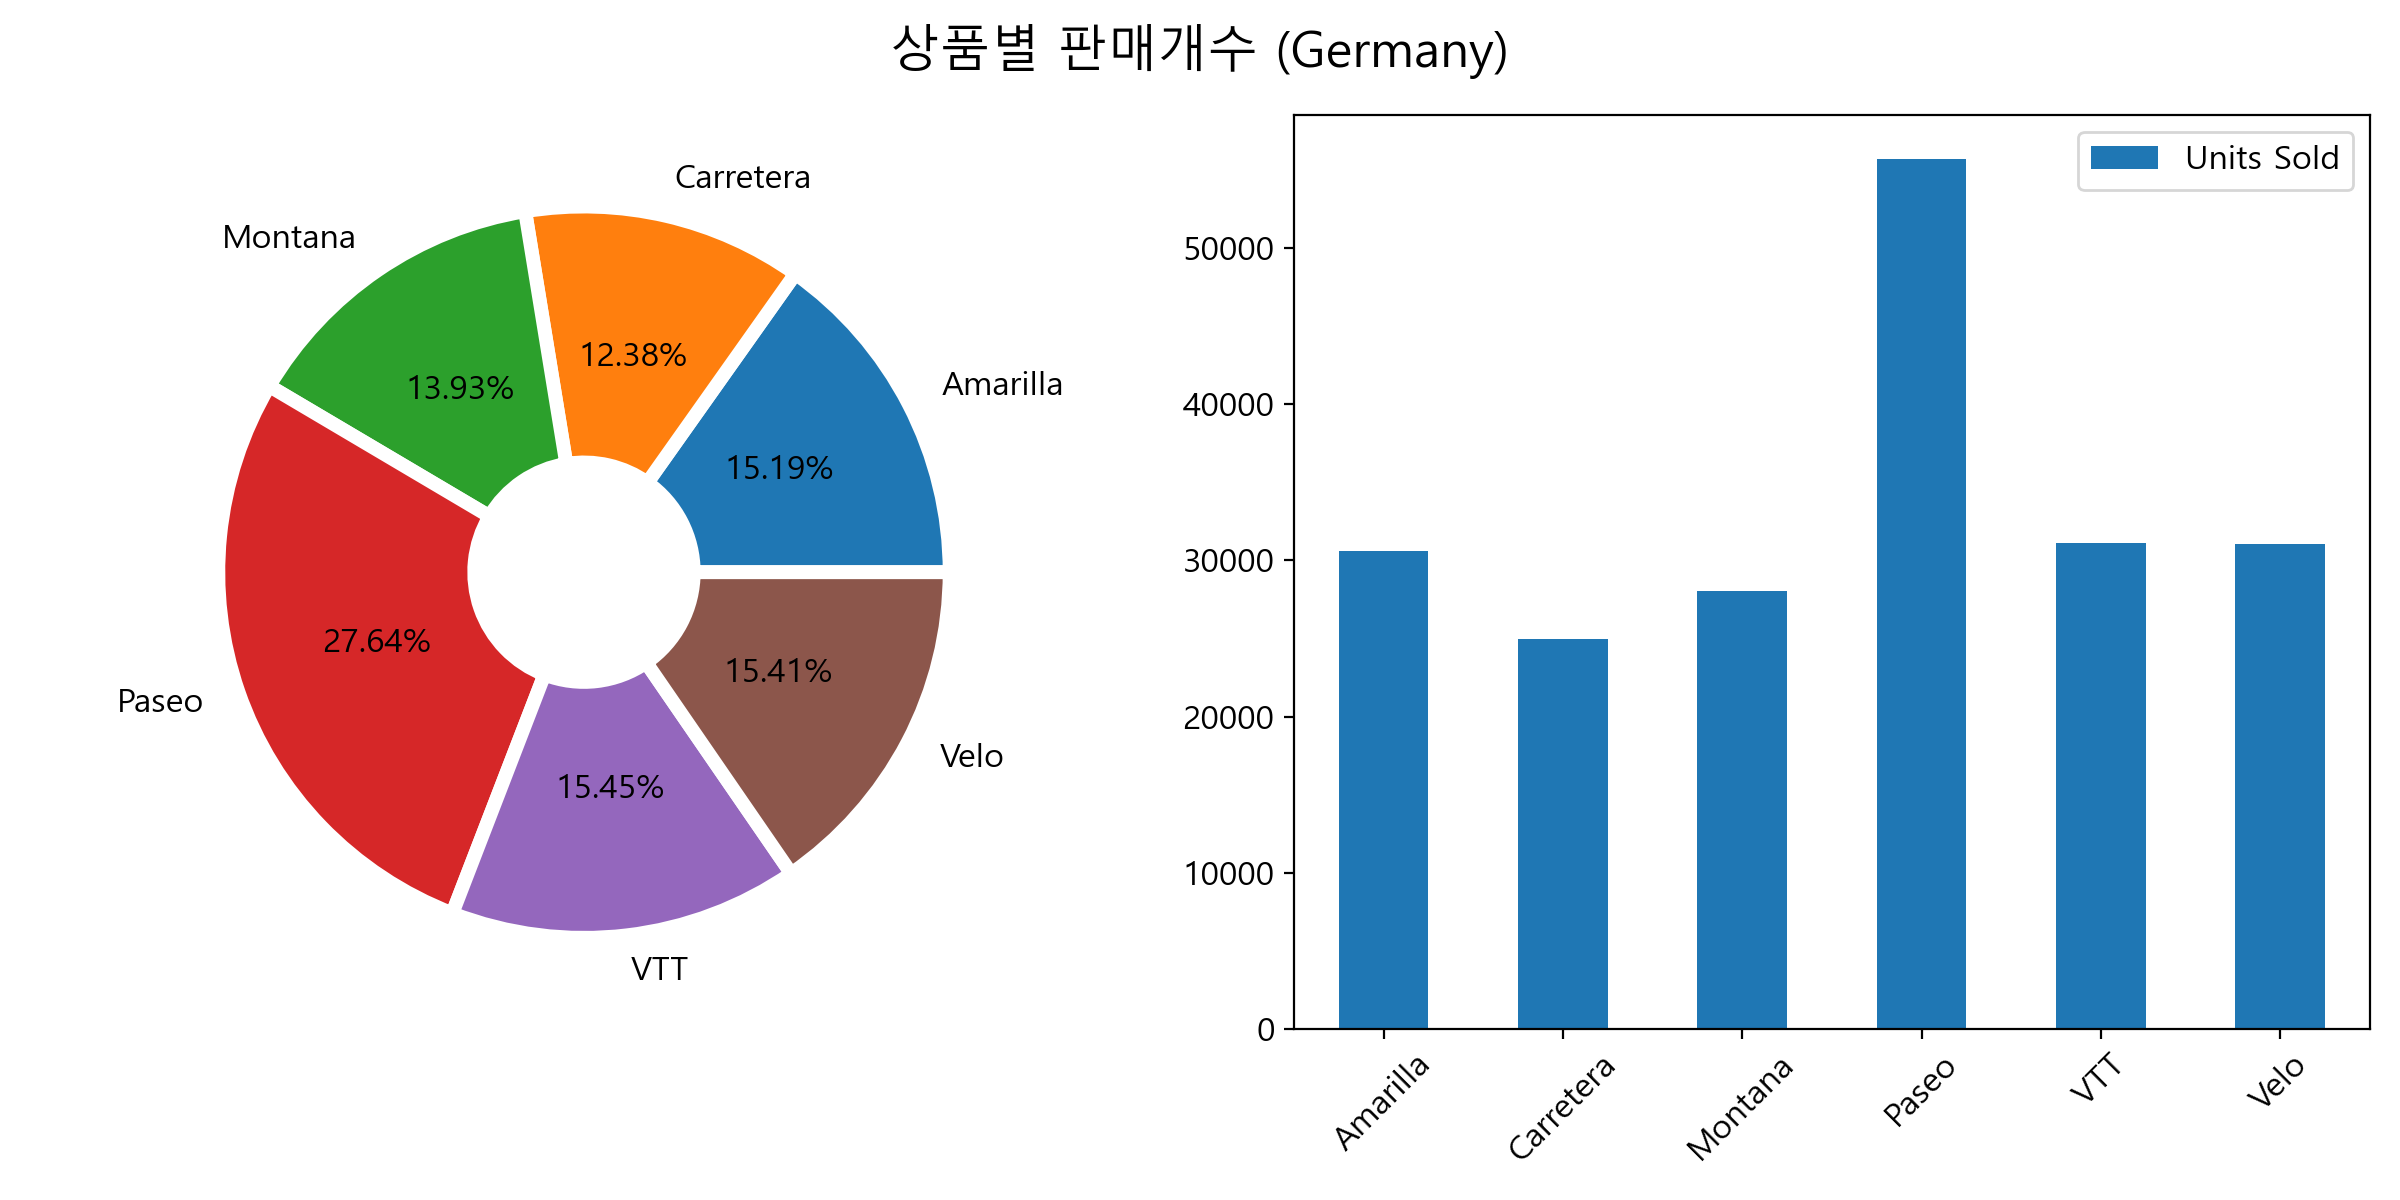 상품별 판매개수 (Germany)
Carretera
Montana
Amarilla
12.38%
13.93%
15.19%
27.64%
15.41%
Paseo
Velo
15.45%
VTT
Units Sold
50000
40000
30000
20000
10000
0
Amarilla
Carretera
Montana
Paseo
VTT
Velo